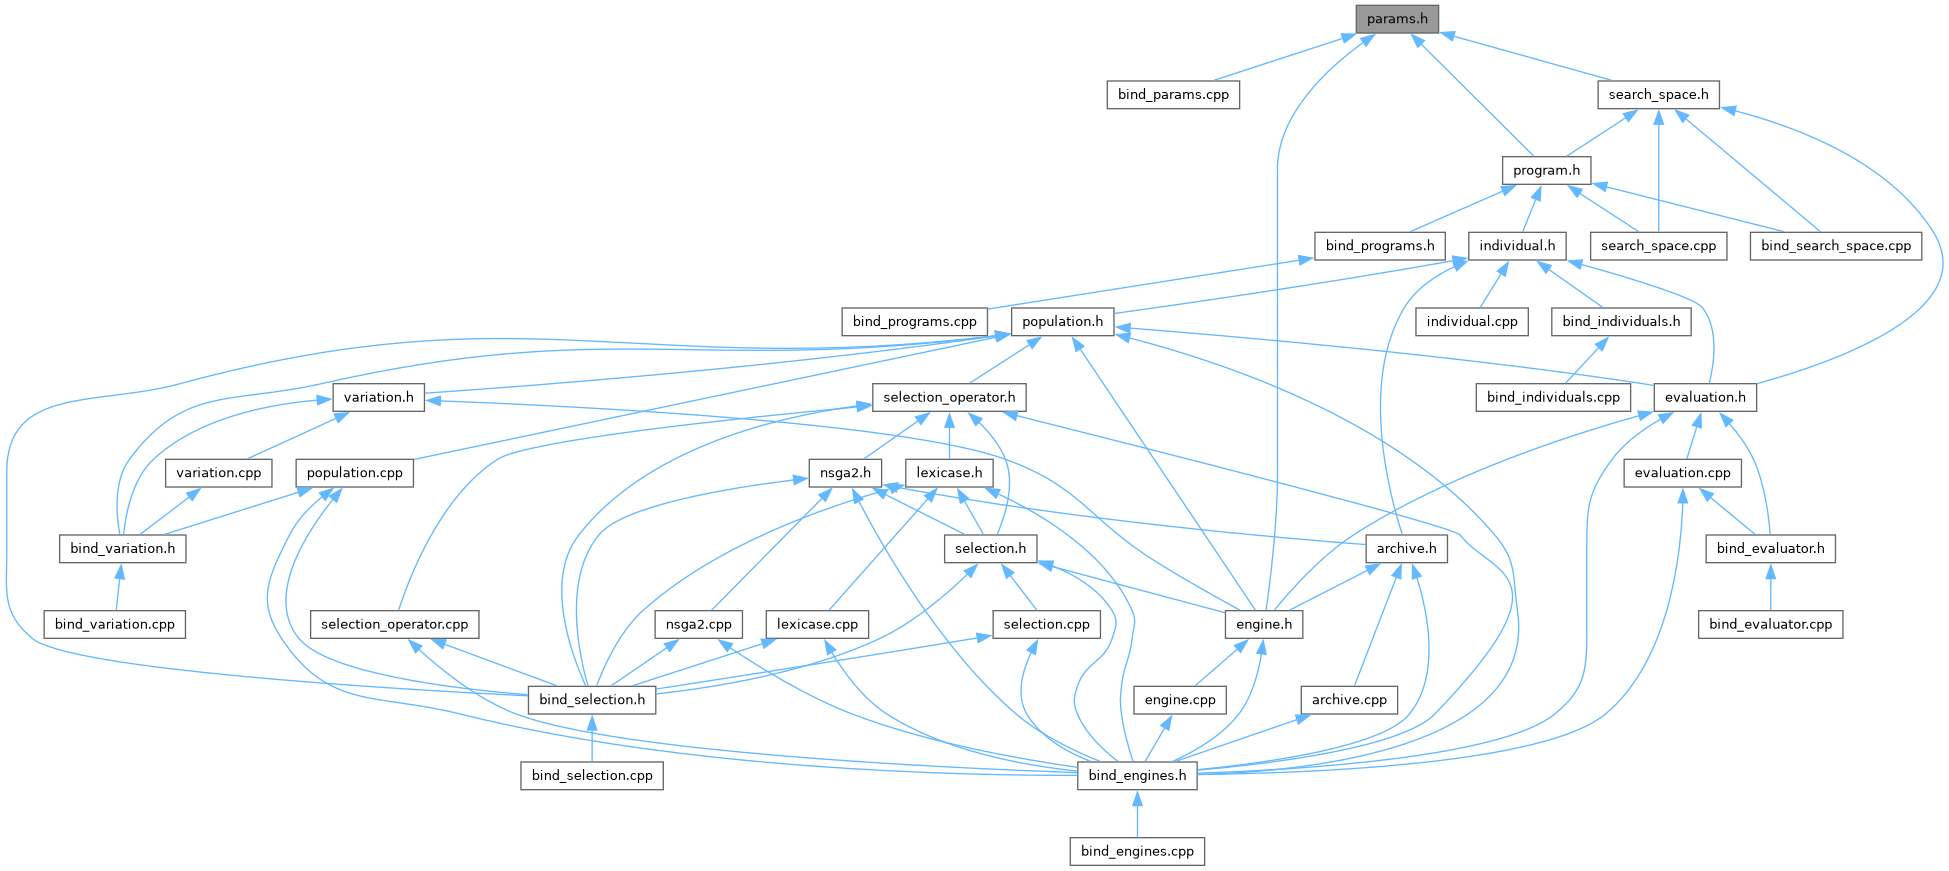 params.h
bind_params.cpp
search_space.h
program.h
bind_programs.h
individual.h
search_space.cpp
bind_search_space.cpp
bind_programs.cpp
population.h
individual.cpp
bind_individuals.h
variation.h
selection_operator.h
bind_individuals.cpp
evaluation.h
variation.cpp
population.cpp
nsga2.h
lexicase.h
evaluation.cpp
bind_variation.h
selection.h
archive.h
bind_evaluator.h
bind_variation.cpp
selection_operator.cpp
nsga2.cpp
lexicase.cpp
selection.cpp
engine.h
bind_evaluator.cpp
bind_selection.h
engine.cpp
archive.cpp
bind_selection.cpp
bind_engines.h
bind_engines.cpp